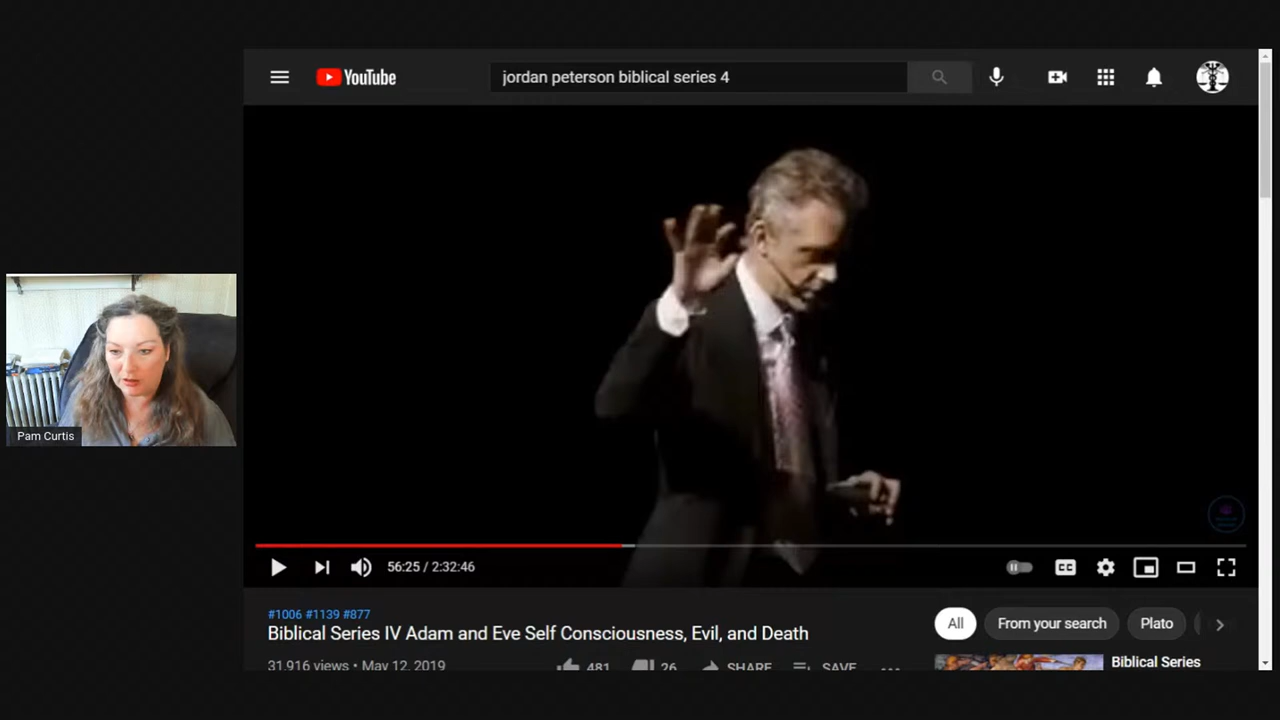 YouTube
jordan peterson biblical series 4
Pam Curtis
56:25 / 2:32:46
CC
#1006 #1139 #877
Biblical Series IV Adam and Eve Self Consciousness, Evil, and Death
31,916 views • May 12, 2019
481
26
SHARE
SAVE
All
From your search
Plato
Biblical Series